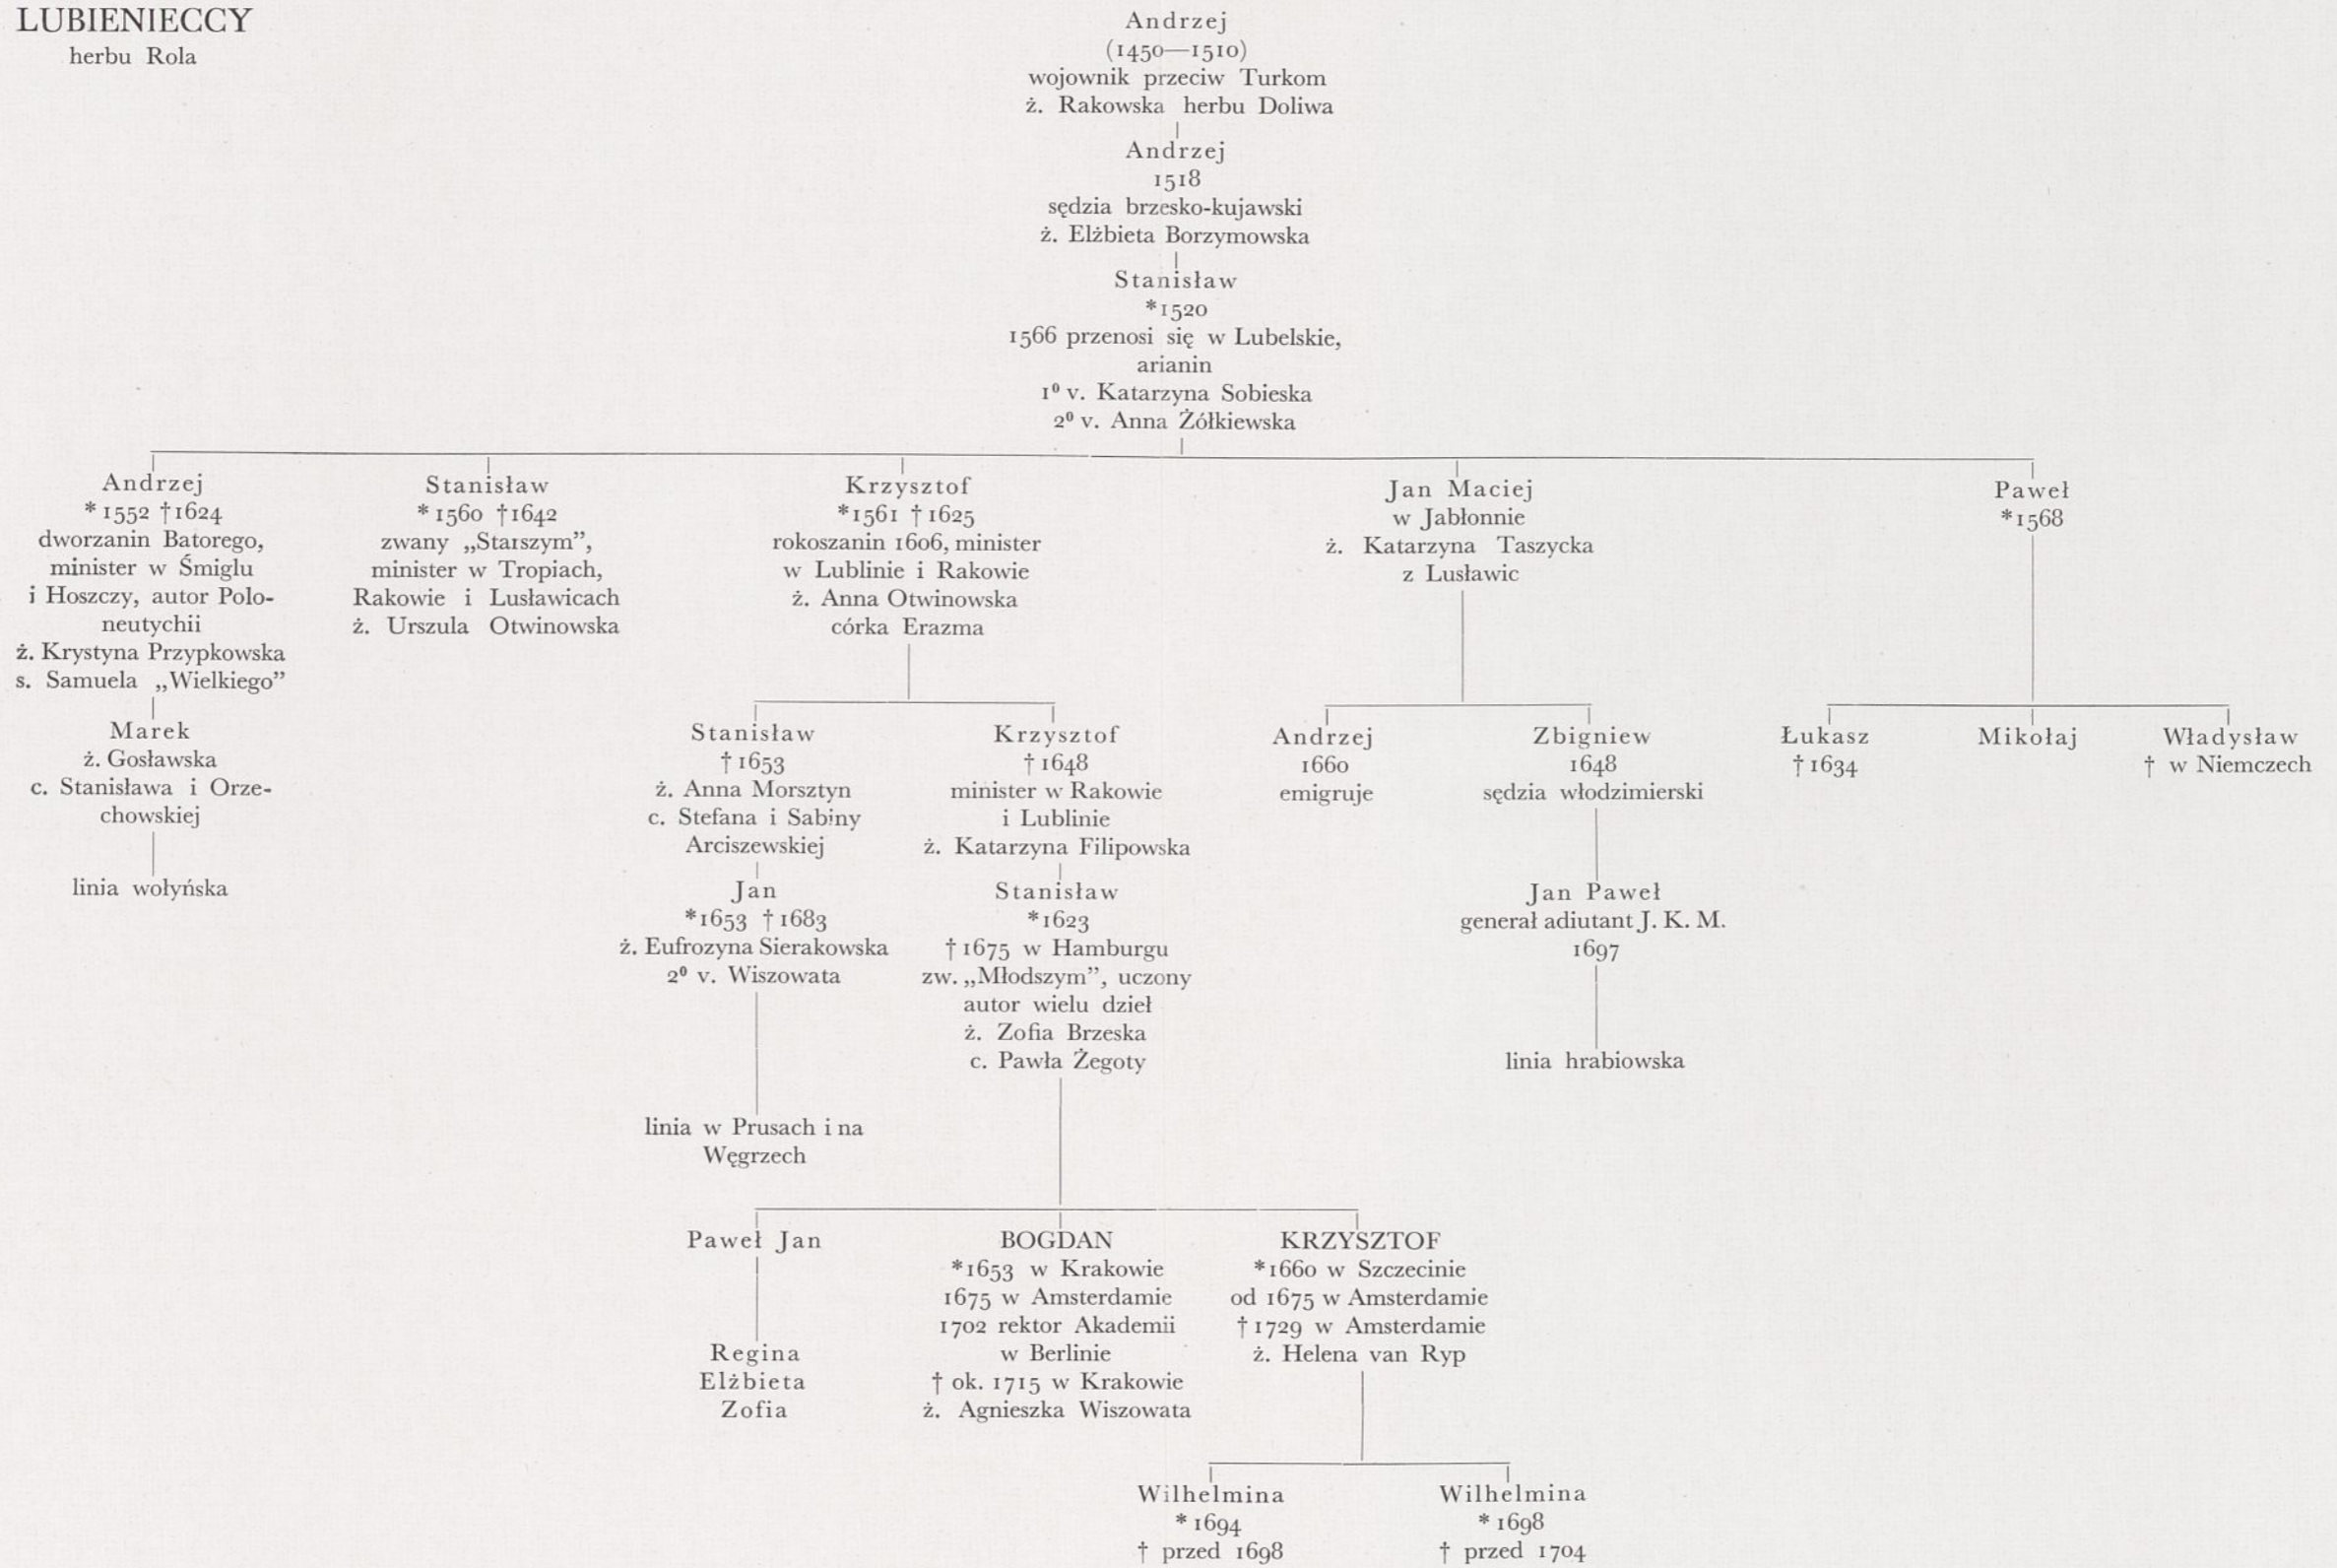 LUBIENIECCY
herbu Rola
Andrzej
(1450—1510)
wojownik przeciw Turkom
ż. Rakowska herbu Doliwa
Andrzej
1518
sędzia brzesko-kujawski
ż. Elżbieta Borzymowska
Stanisław
*1520
1566 przenosi się w Lubelskie,
arianin
1⁰ v. Katarzyna Sobieska
2⁰ v. Anna Żółkiewska
Andrzej
*1552 †1624
dworzanin Batorego,
minister w Śmiglu
i Hoszczy, autor Polo-
neutychii
ż. Krystyna Przypkowska
s. Samuela „Wielkiego”
Stanisław
*1560 †1642
zwany „Starszym”,
minister w Tropiach,
Rakowie i Lusławicach
ż. Urszula Otwinowska
Krzysztof
*1561 †1625
rokoszanin 1606, minister
w Lublinie i Rakowie
ż. Anna Otwinowska
córka Erazma
Jan Maciej
w Jabłonnie
ż. Katarzyna Taszycka
z Lusławic
Paweł
*1568
Marek
ż. Gosławska
c. Stanisława i Orze-
chowskiej
linia wołyńska
Stanisław
†1653
ż. Anna Morsztyn
c. Stefana i Sabiny
Arciszewskiej
Krzysztof
†1648
minister w Rakowie
i Lublinie
ż. Katarzyna Filipowska
Andrzej
1660
emigruje
Zbigniew
1648
sędzia włodzimierski
Łukasz
†1634
Mikołaj
Władysław
† w Niemczech
Jan
*1653 †1683
ż. Eufrozyna Sierakowska
2⁰ v. Wiszowata
linia w Prusach i na
Węgrzech
Stanisław
*1623
†1675 w Hamburgu
zw. „Młodszym”, uczony
autor wielu dzieł
ż. Zofia Brzeska
c. Pawła Żegoty
Jan Paweł
generał adiutant J. K. M.
1697
linia hrabiowska
Paweł Jan
Regina
Elżbieta
Zofia
BOGDAN
*1653 w Krakowie
1675 w Amsterdamie
1702 rektor Akademii
w Berlinie
† ok. 1715 w Krakowie
ż. Agnieszka Wiszowata
KRZYSZTOF
*1660 w Szczecinie
od 1675 w Amsterdamie
†1729 w Amsterdamie
ż. Helena van Ryp
Wilhelmina
*1694
† przed 1698
Wilhelmina
*1698
† przed 1704